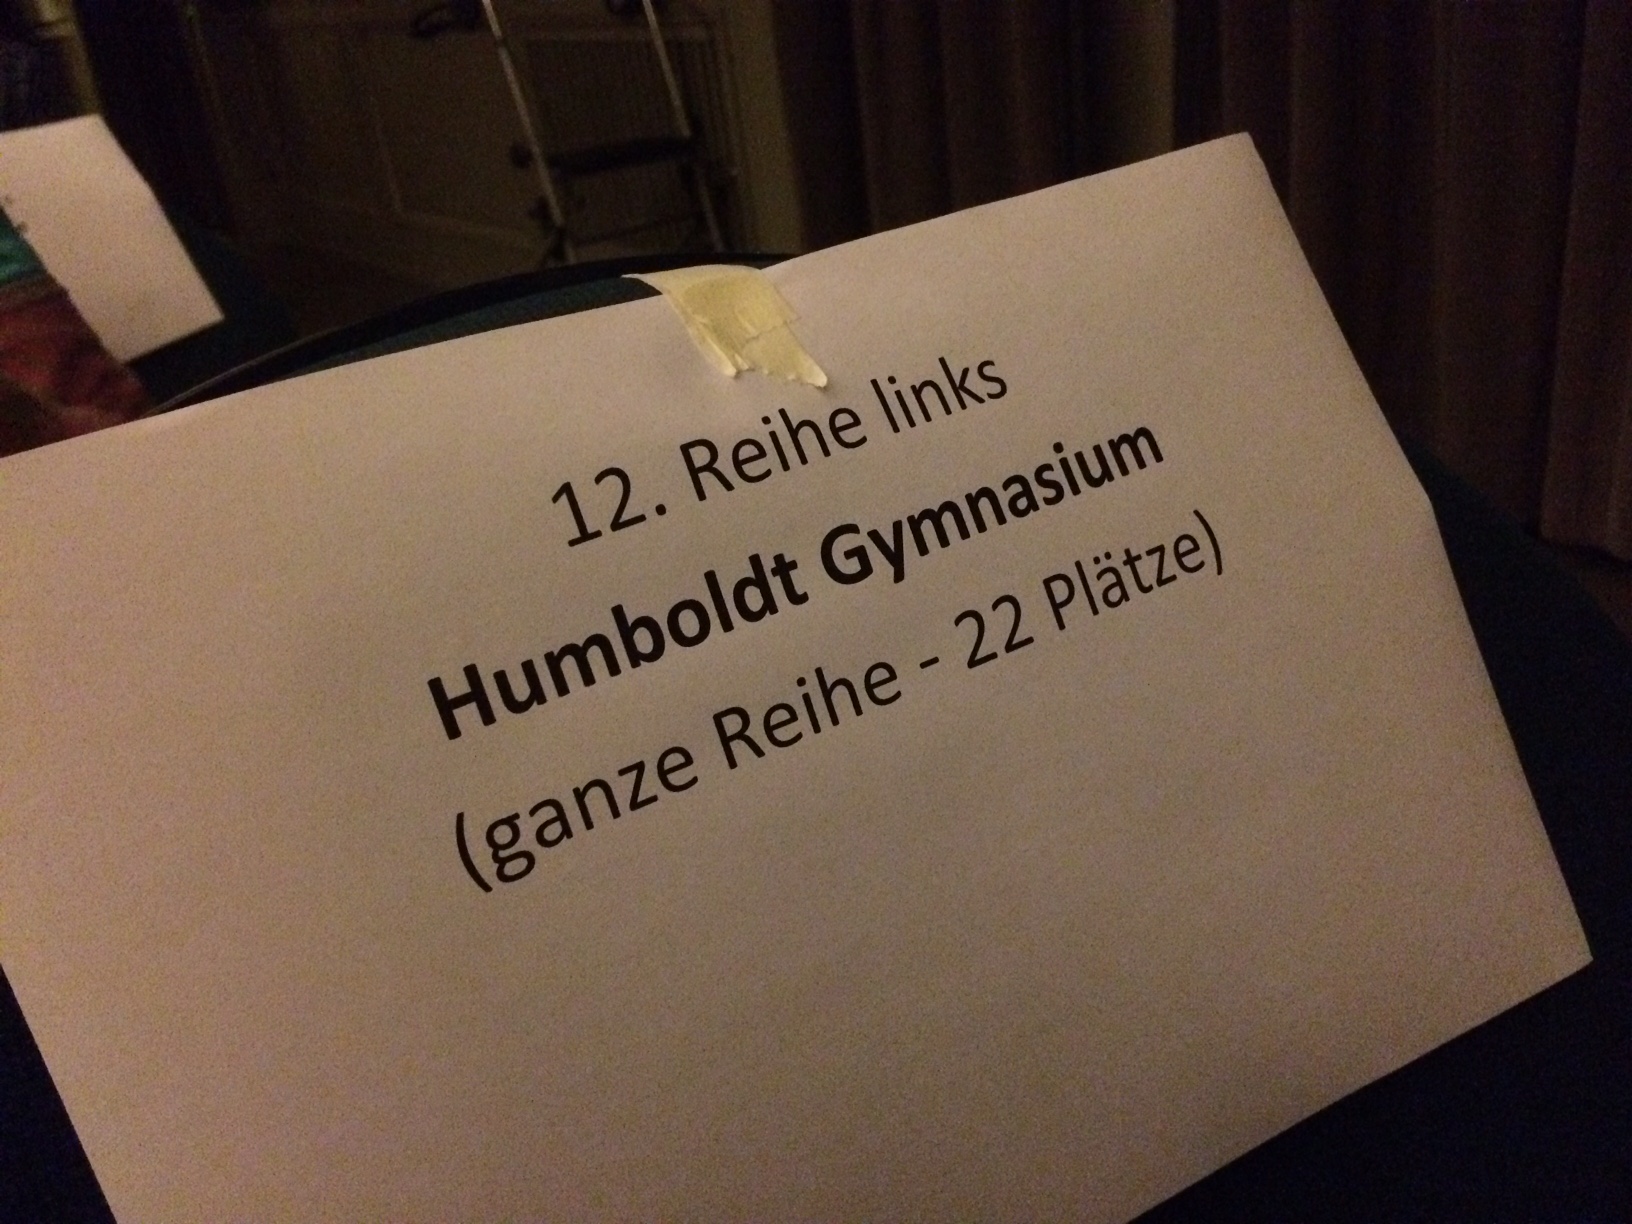 12. Reihe links
Humboldt Gymnasium
(ganze Reihe - 22 Plätze)